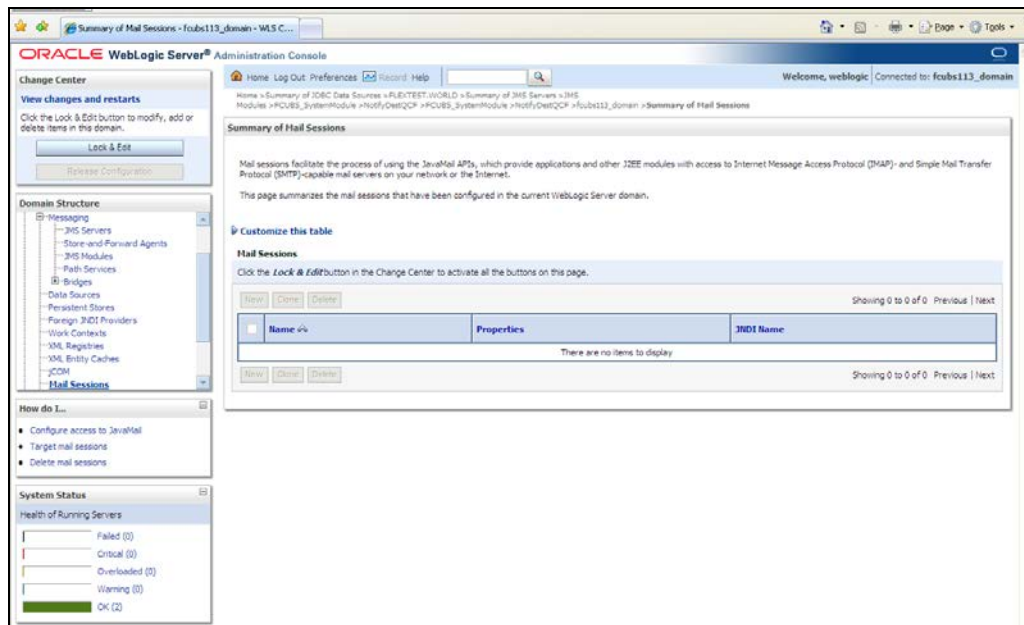 Summary of Mail Sessions - fcubs113_domain - WLS C...
Page
Tools
ORACLE WebLogic Server® Administration Console
Change Center
View changes and restarts
Click the Lock & Edit button to modify, add or
delete items in this domain.
Lock & Edit
Release Configuration
Domain Structure
Messaging
JMS Servers
Store-and-Forward Agents
JMS Modules
Path Services
Bridges
Data Sources
Persistent Stores
Foreign JNDI Providers
Work Contexts
XML Registries
XML Entity Caches
jCOM
Mail Sessions
How do I...
Configure access to JavaMail
Target mail sessions
Delete mail sessions
System Status
Health of Running Servers
Failed (0)
Critical (0)
Overloaded (0)
Warning (0)
OK (2)
Home Log Out Preferences Record Help
Welcome, weblogic Connected to: fcubs113_domain
Home >Summary of JDBC Data Sources >FLEXTEST.WORLD >Summary of JMS Servers >JMS
Modules >FCUBS_SystemModule >NotifyDestQCF >FCUBS_SystemModule >NotifyDestQCF >fcubs113_domain >Summary of Mail Sessions
Summary of Mail Sessions
Mail sessions facilitate the process of using the JavaMail APIs, which provide applications and other J2EE modules with access to Internet Message Access Protocol (IMAP)- and Simple Mail Transfer
Protocol (SMTP)-capable mail servers on your network or the Internet.
This page summarizes the mail sessions that have been configured in the current WebLogic Server domain.
Customize this table
Mail Sessions
Click the Lock & Edit button in the Change Center to activate all the buttons on this page.
New Clone Delete
Showing 0 to 0 of 0 Previous | Next
Name Properties JNDI Name
There are no items to display
New Clone Delete
Showing 0 to 0 of 0 Previous | Next